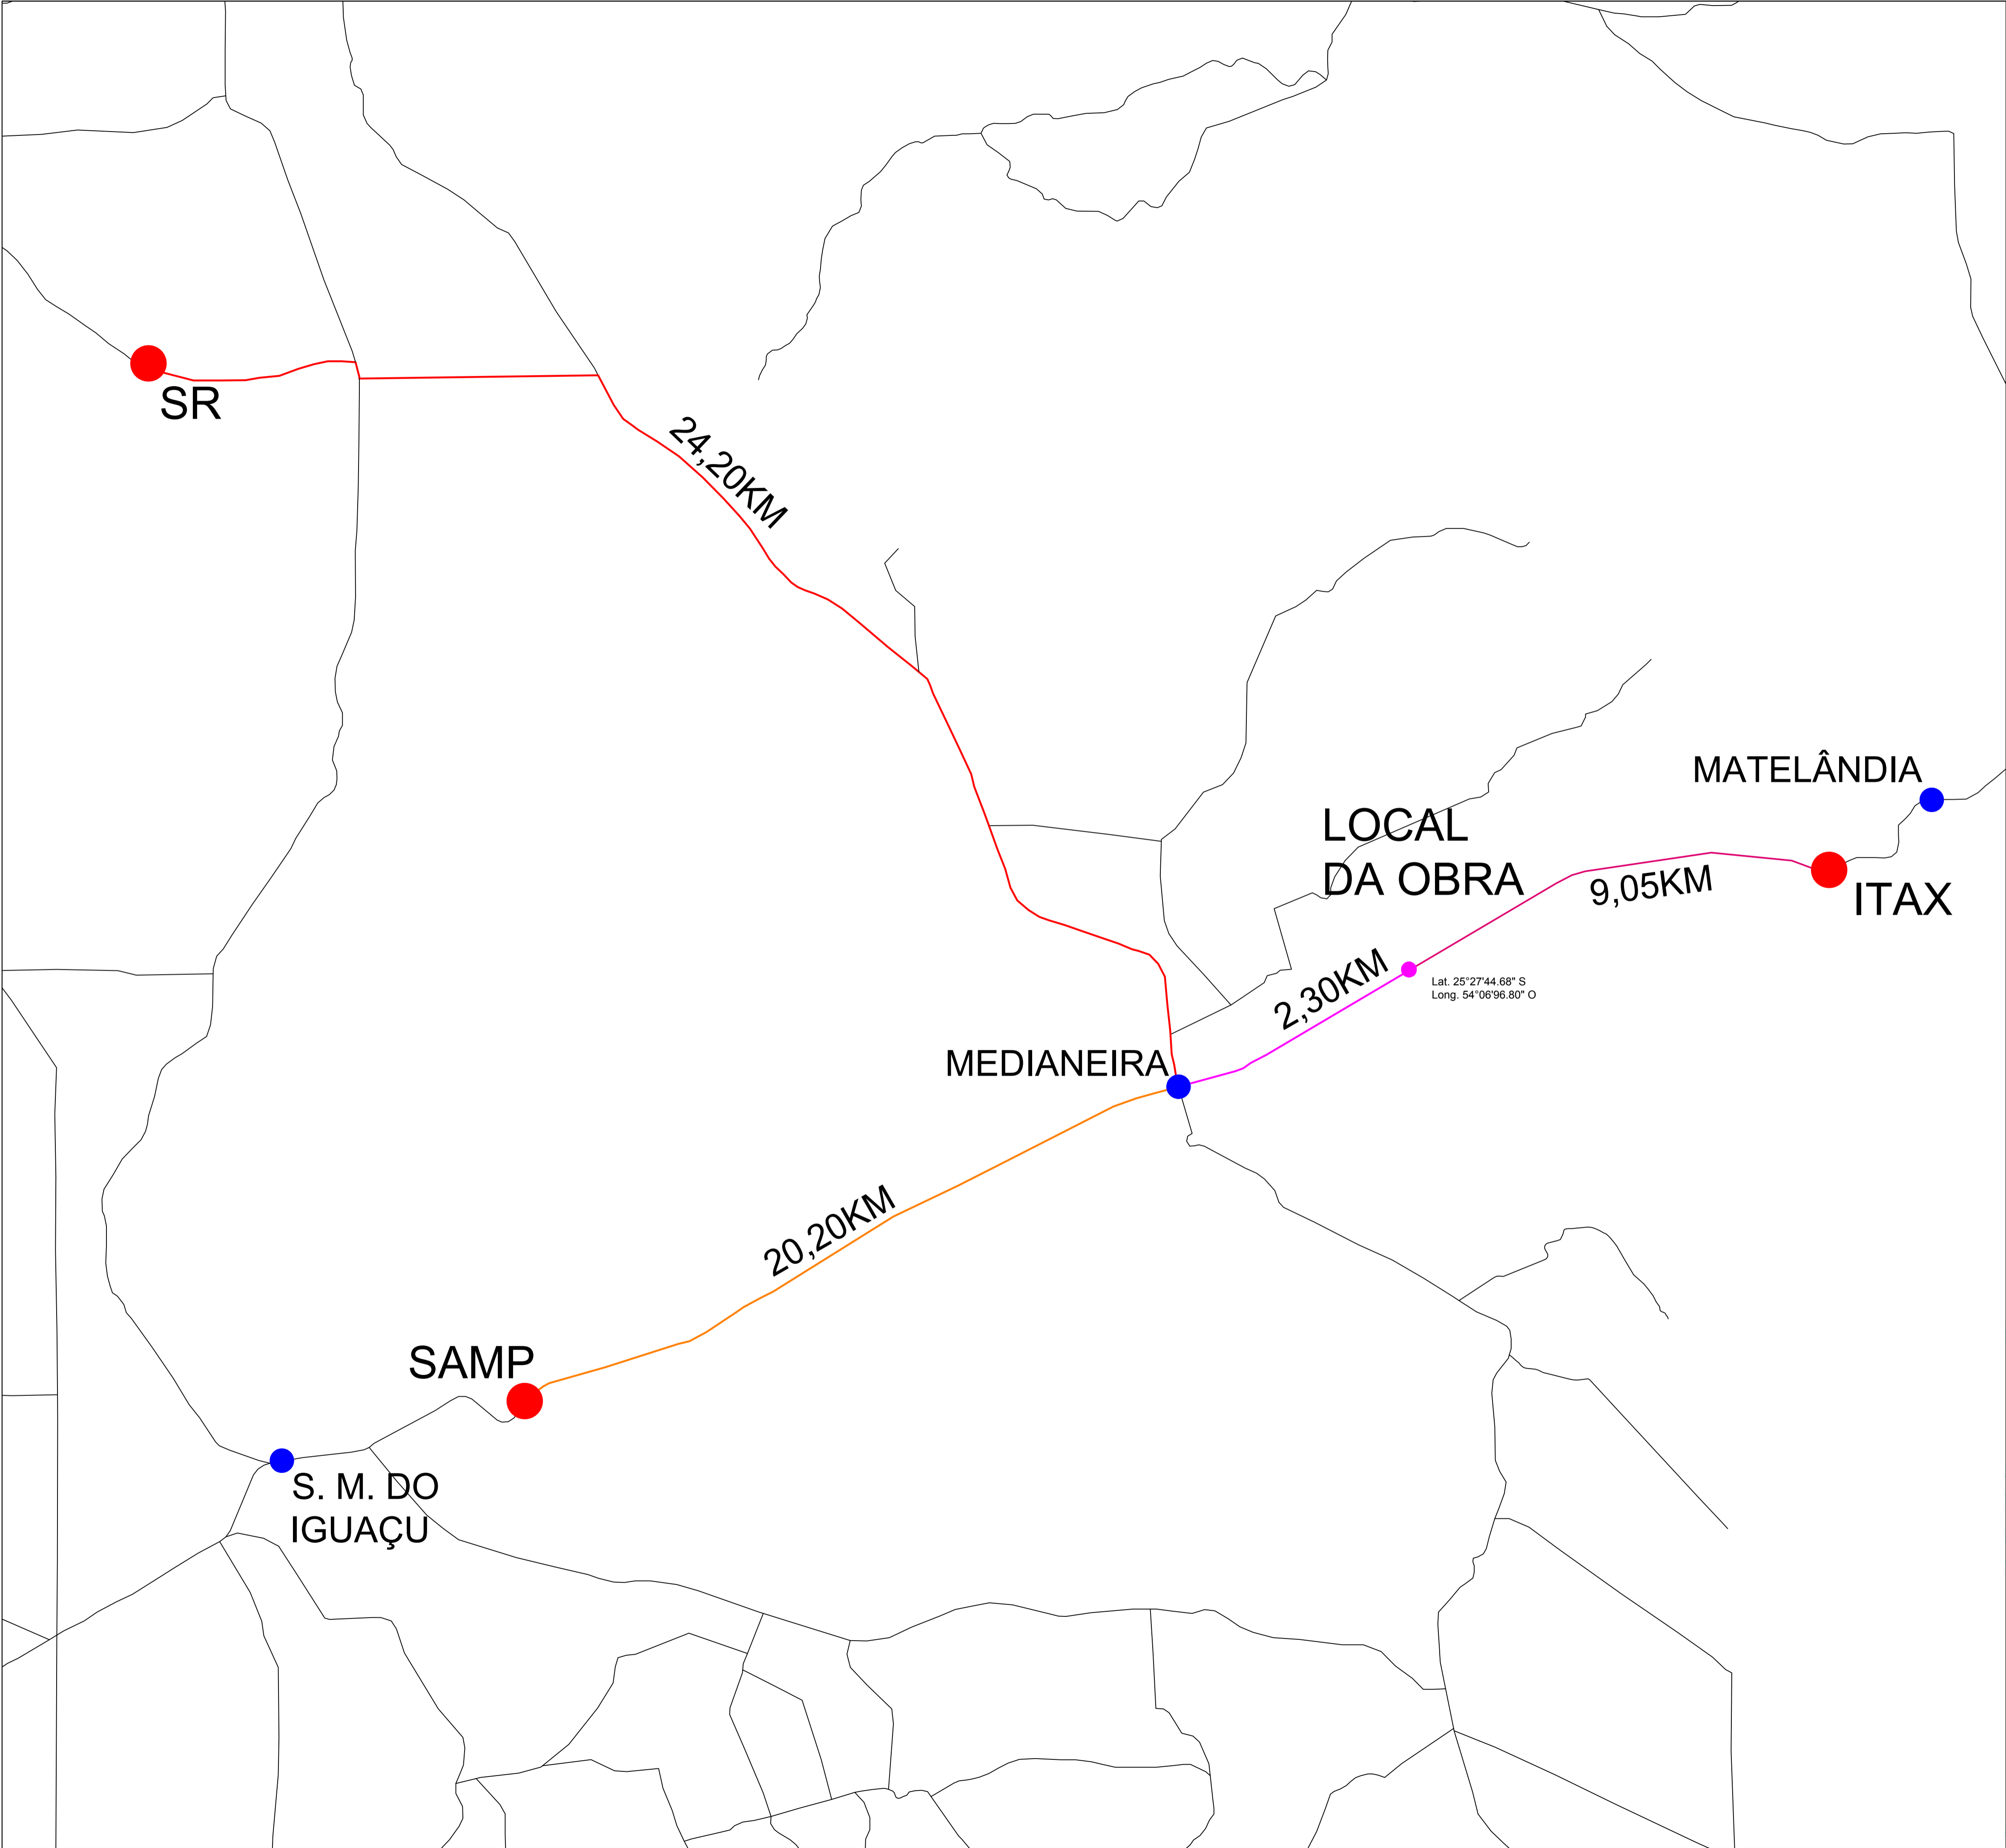 SR
24,20KM
MATELÂNDIA
LOCAL
DA OBRA
9,05KM
ITAX
2,30KM
Lat. 25°27'44.68" S
Long. 54°06'96.80" O
MEDIANEIRA
20,20KM
SAMP
S. M. DO
IGUAÇU